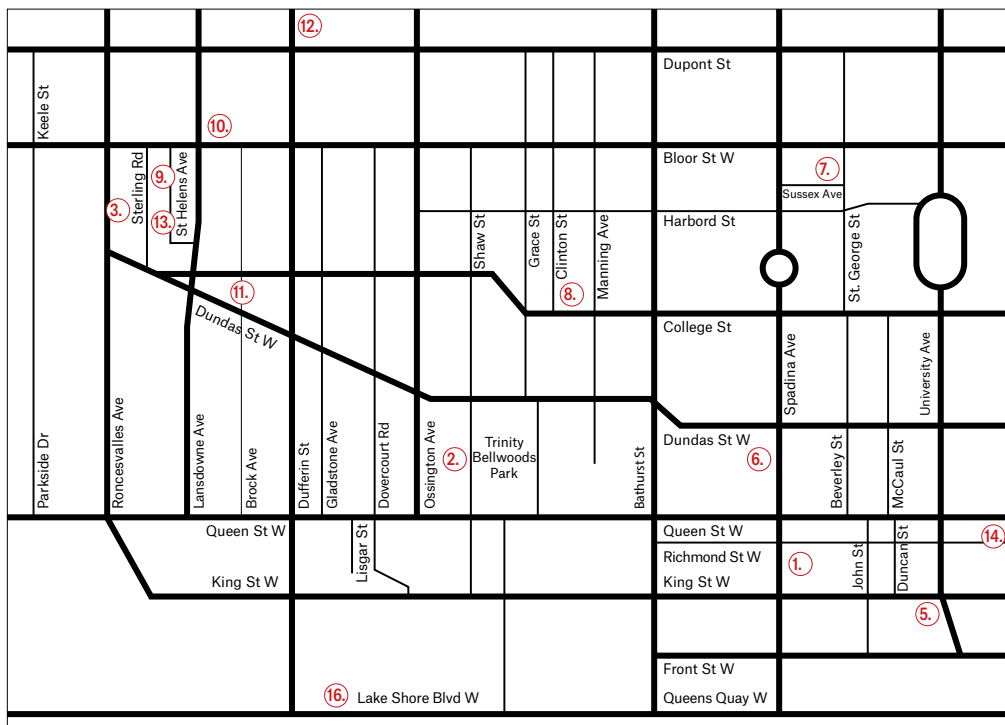 12.
Dupont St
Keele St
10.
Bloor St W
7.
Sussex Ave
9.
Sterling Rd
St Helens Ave
3.
13.
Harbord St
Shaw St
Grace St
Clinton St
Manning Ave
St. George St
11.
8.
Dundas St W
College St
Spadina Ave
University Ave
Parkside Dr
Roncesvalles Ave
Lansdowne Ave
Brock Ave
Dufferin St
Gladstone Ave
Dovercourt Rd
Ossington Ave
2.
Trinity
Bellwoods
Park
Bathurst St
Dundas St W
6.
Beverley St
McCaul St
Queen St W
Lisgar St
Queen St W
14.
Richmond St W
1.
John St
Duncan St
King St W
King St W
5.
Front St W
16.
Lake Shore Blvd W
Queens Quay W